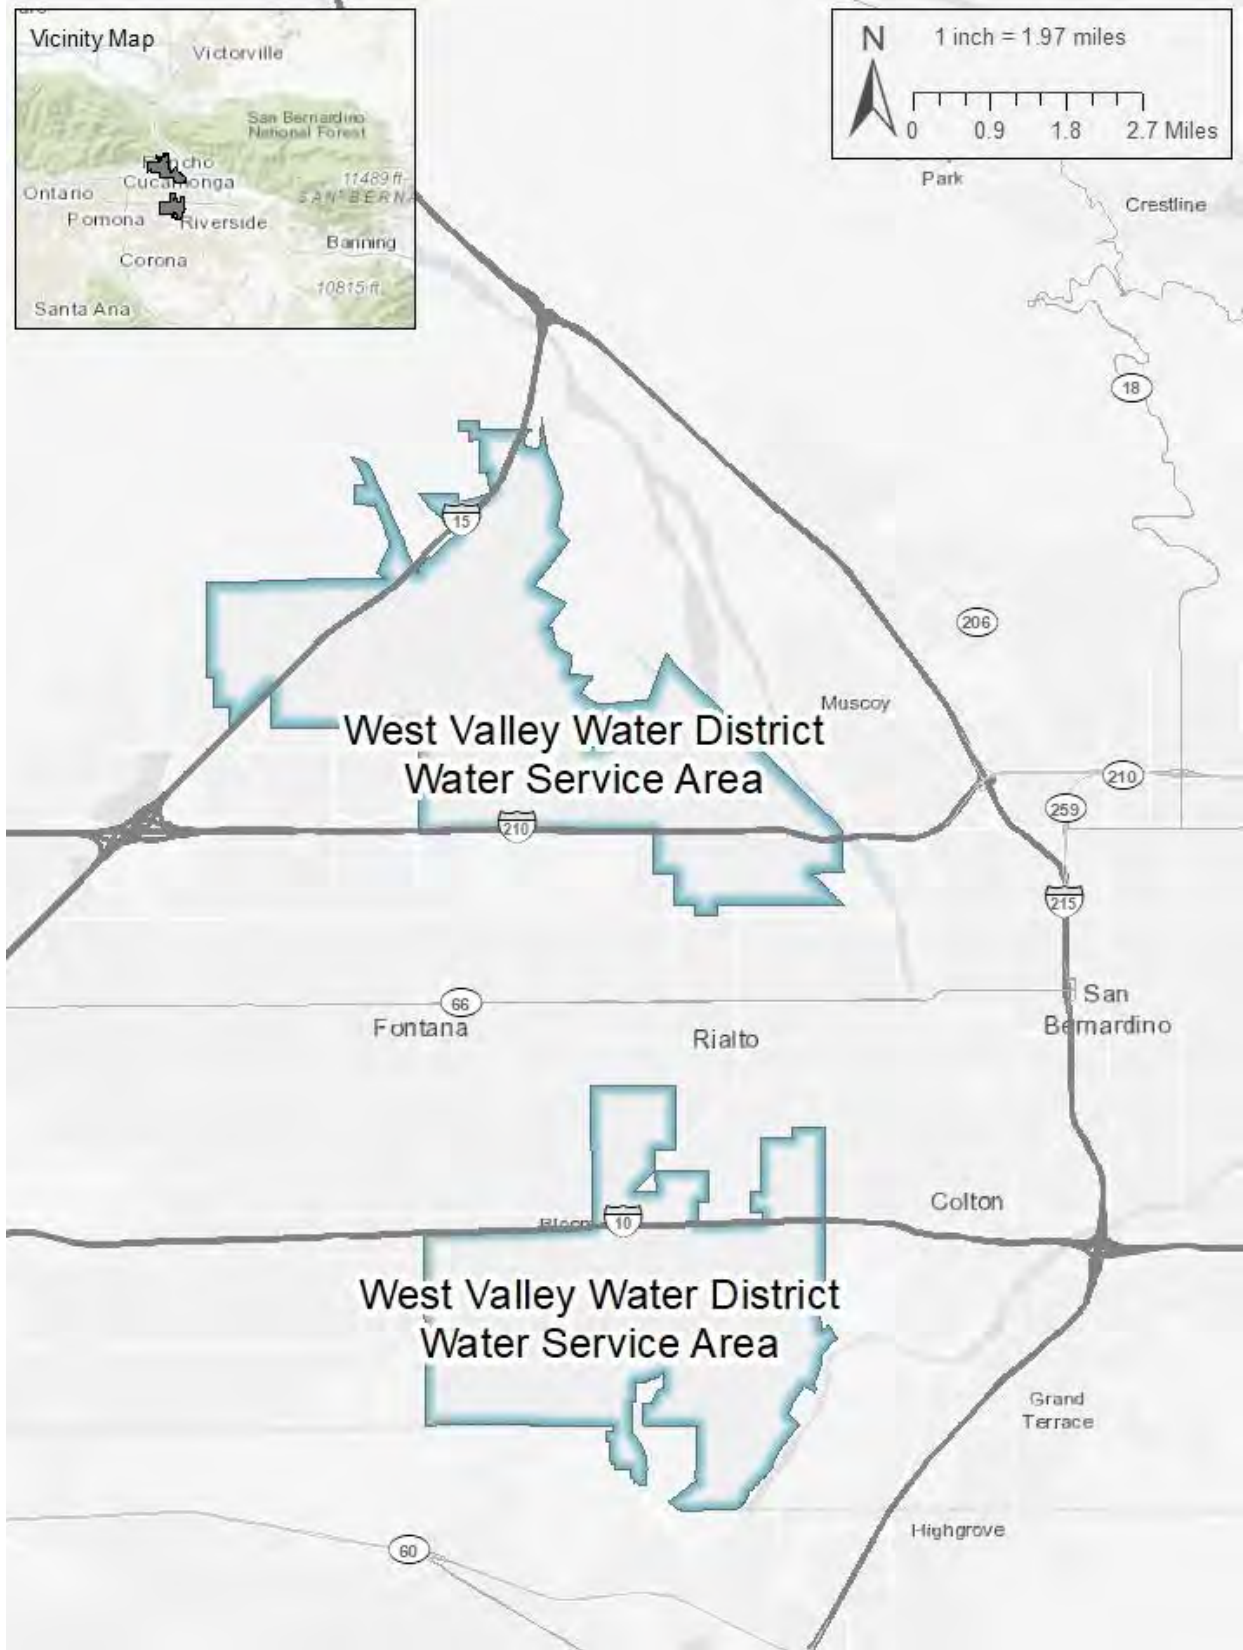 Vicinity Map
Victorville
San Bernardino
National Forest
Cucamonga
11489 ft
Ontario
SAN BERNA
Pomona
Riverside
Banning
Corona
10815 ft
Santa Ana
N
1 inch = 1.97 miles
0 0.9 1.8 2.7 Miles
Park
Crestline
18
15
206
Muscoy
West Valley Water District
Water Service Area
210
259
210
215
66
San
Bernardino
Fontana
Rialto
Colton
10
West Valley Water District
Water Service Area
Grand
Terrace
Highgrove
60